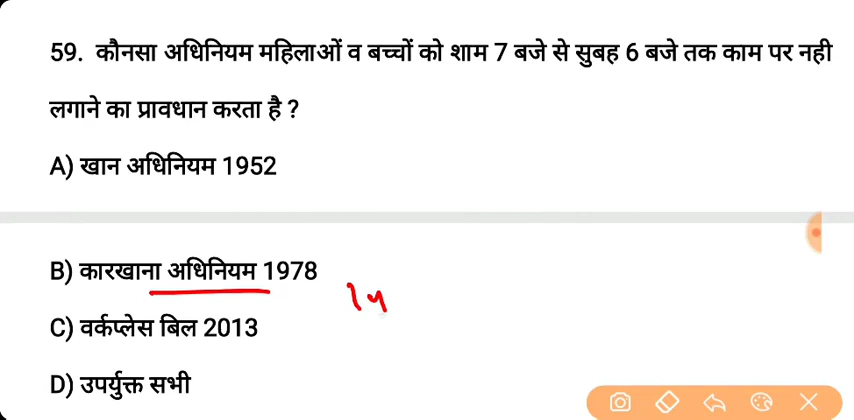 59. कौनसा अधिनियम महिलाओं व बच्चों को शाम 7 बजे से सुबह 6 बजे तक काम पर नही
लगाने का प्रावधान करता है ?
A) खान अधिनियम 1952
B) कारखाना अधिनियम 1978
C) वर्कप्लेस बिल 2013
D) उपर्युक्त सभी